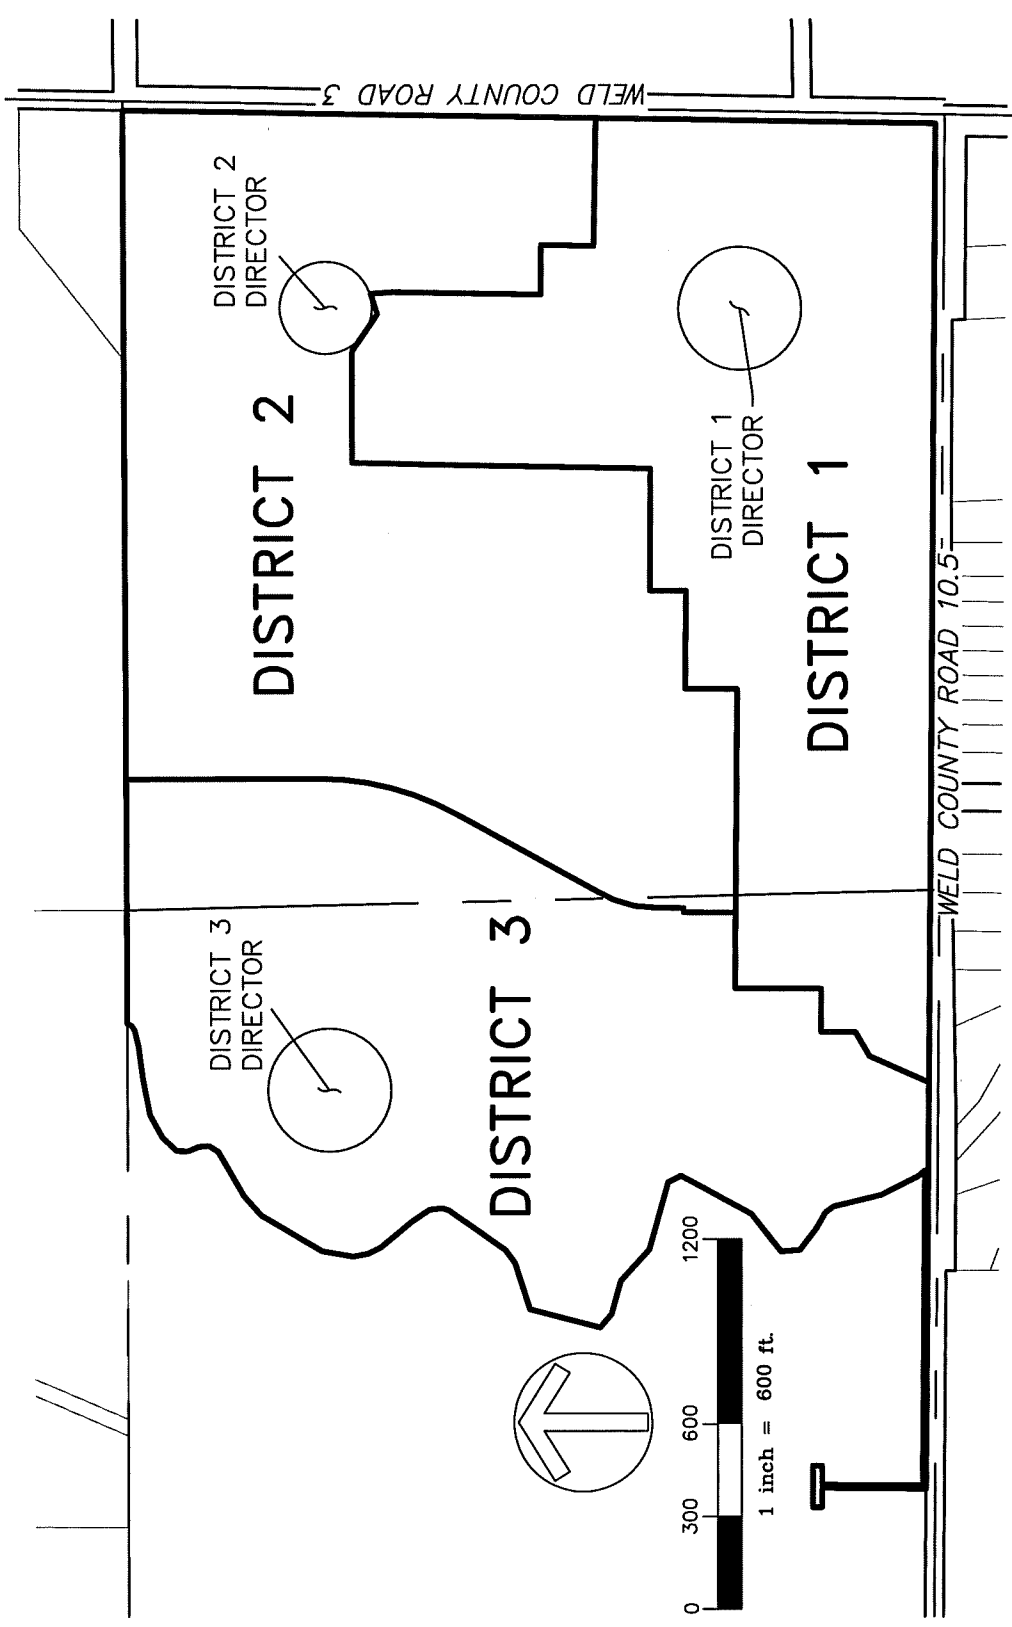 WELD COUNTY ROAD 3
DISTRICT 2
DIRECTOR
DISTRICT 2
DISTRICT 1
DIRECTOR
DISTRICT 1
WELD COUNTY ROAD 10.5
DISTRICT 3
DIRECTOR
DISTRICT 3
0
300
600
1200
1 inch = 600 ft.